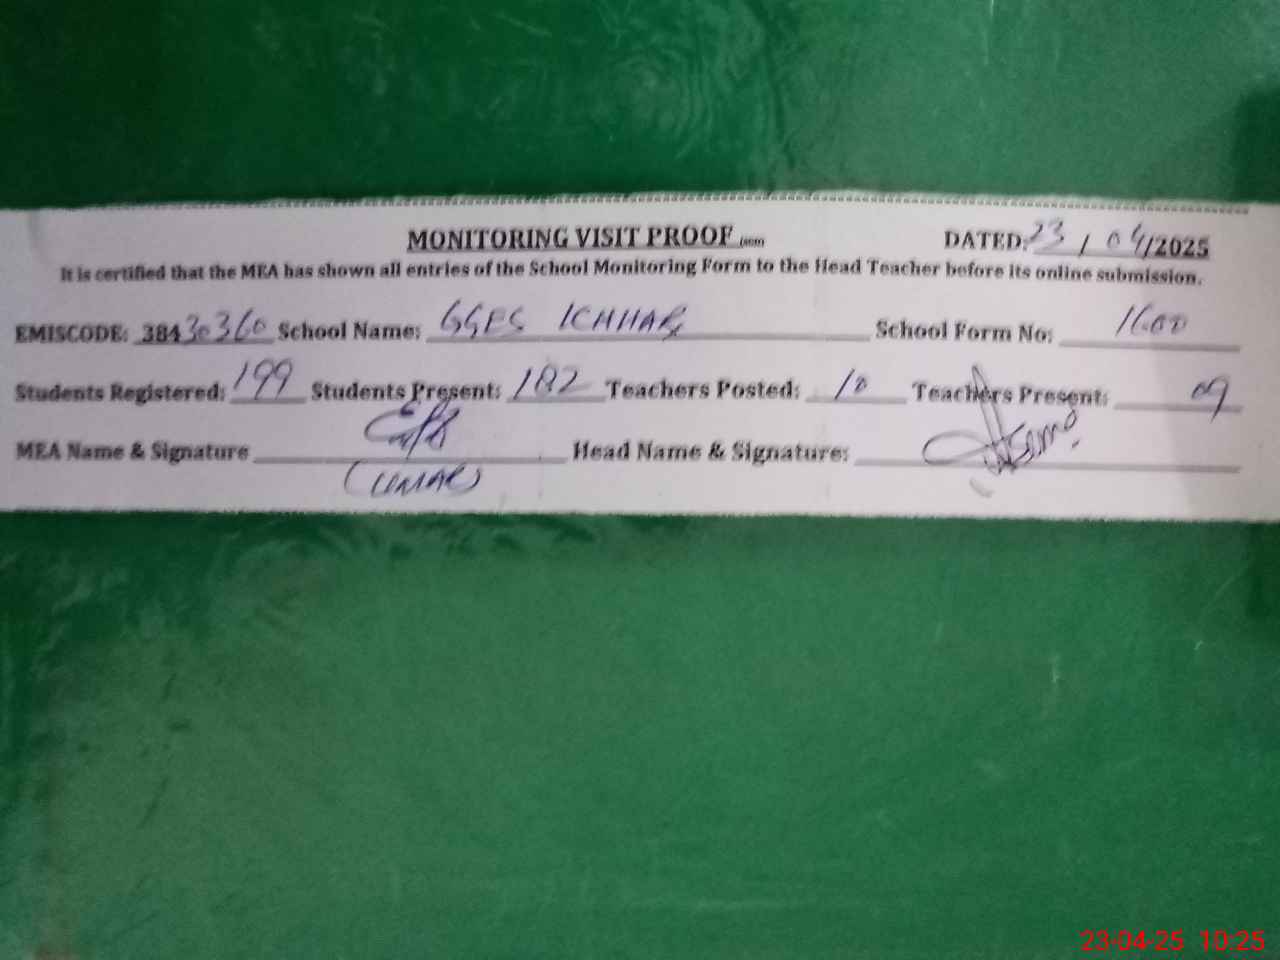 MONITORING VISIT PROOF DATED: 23 / 04/2025
It is certified that the MEA has shown all entries of the School Monitoring Form to the Head Teacher before its online submission.
EMISCODE: 38430360 School Name: GGES ICHHAR School Form No: 1600
Students Registered: 199 Students Present: 182 Teachers Posted: 10 Teachers Present: 09
MEA Name & Signature Head Name & Signature:
(UMAR)
23-04-25 10:25